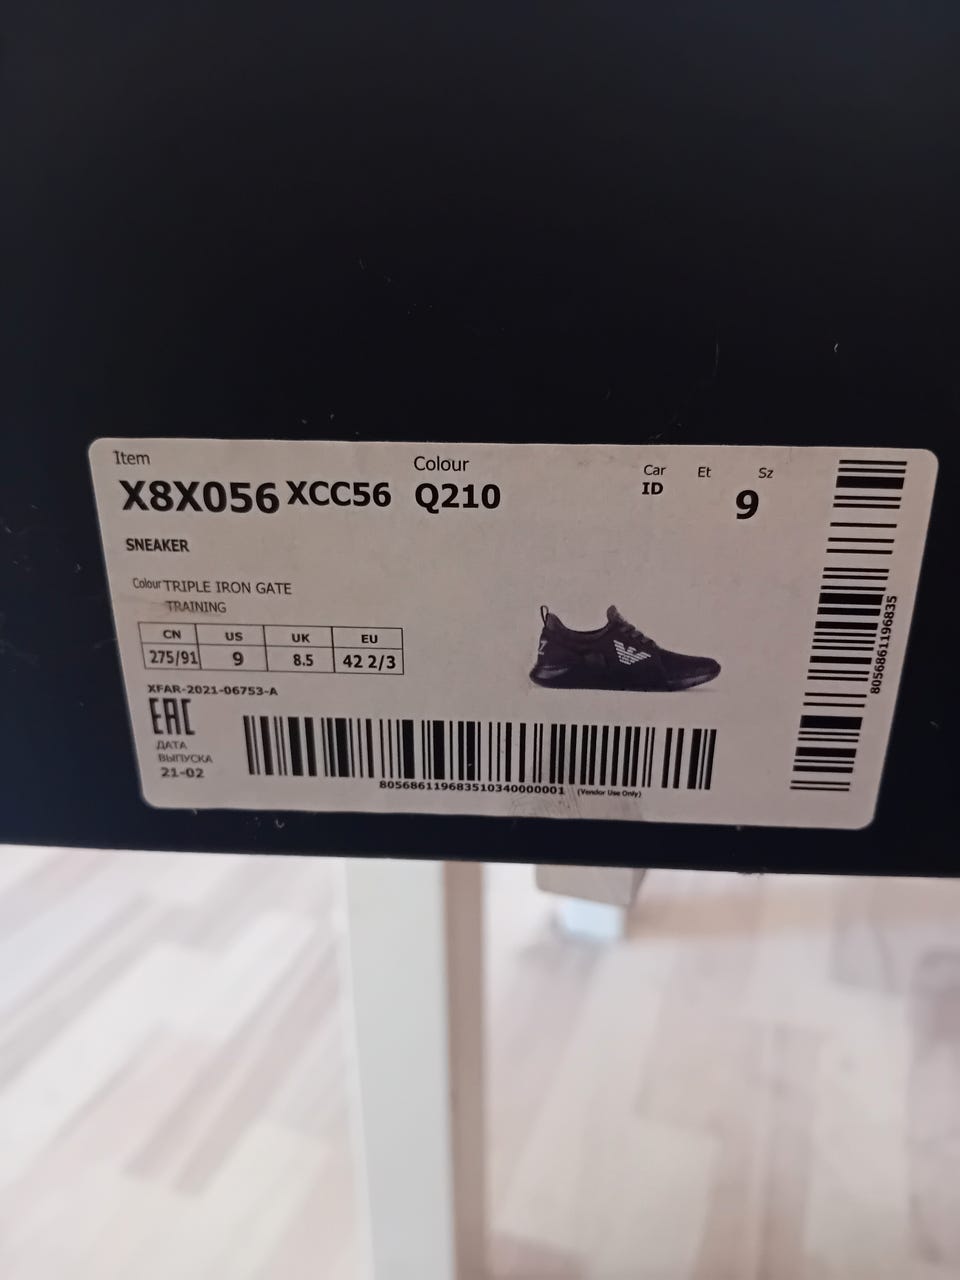 Item
X8X056 XCC56
Colour
Q210
Car
ID
Et
Sz
9
SNEAKER
Colour TRIPLE IRON GATE
TRAINING
CN US UK EU
275/91 9 8.5 42 2/3
XFAR-2021-06753-A
EAC
ДАТА
ВЫПУСКА
21-02
805686119683510340000001 (Vendor Use Only)
8056861196835